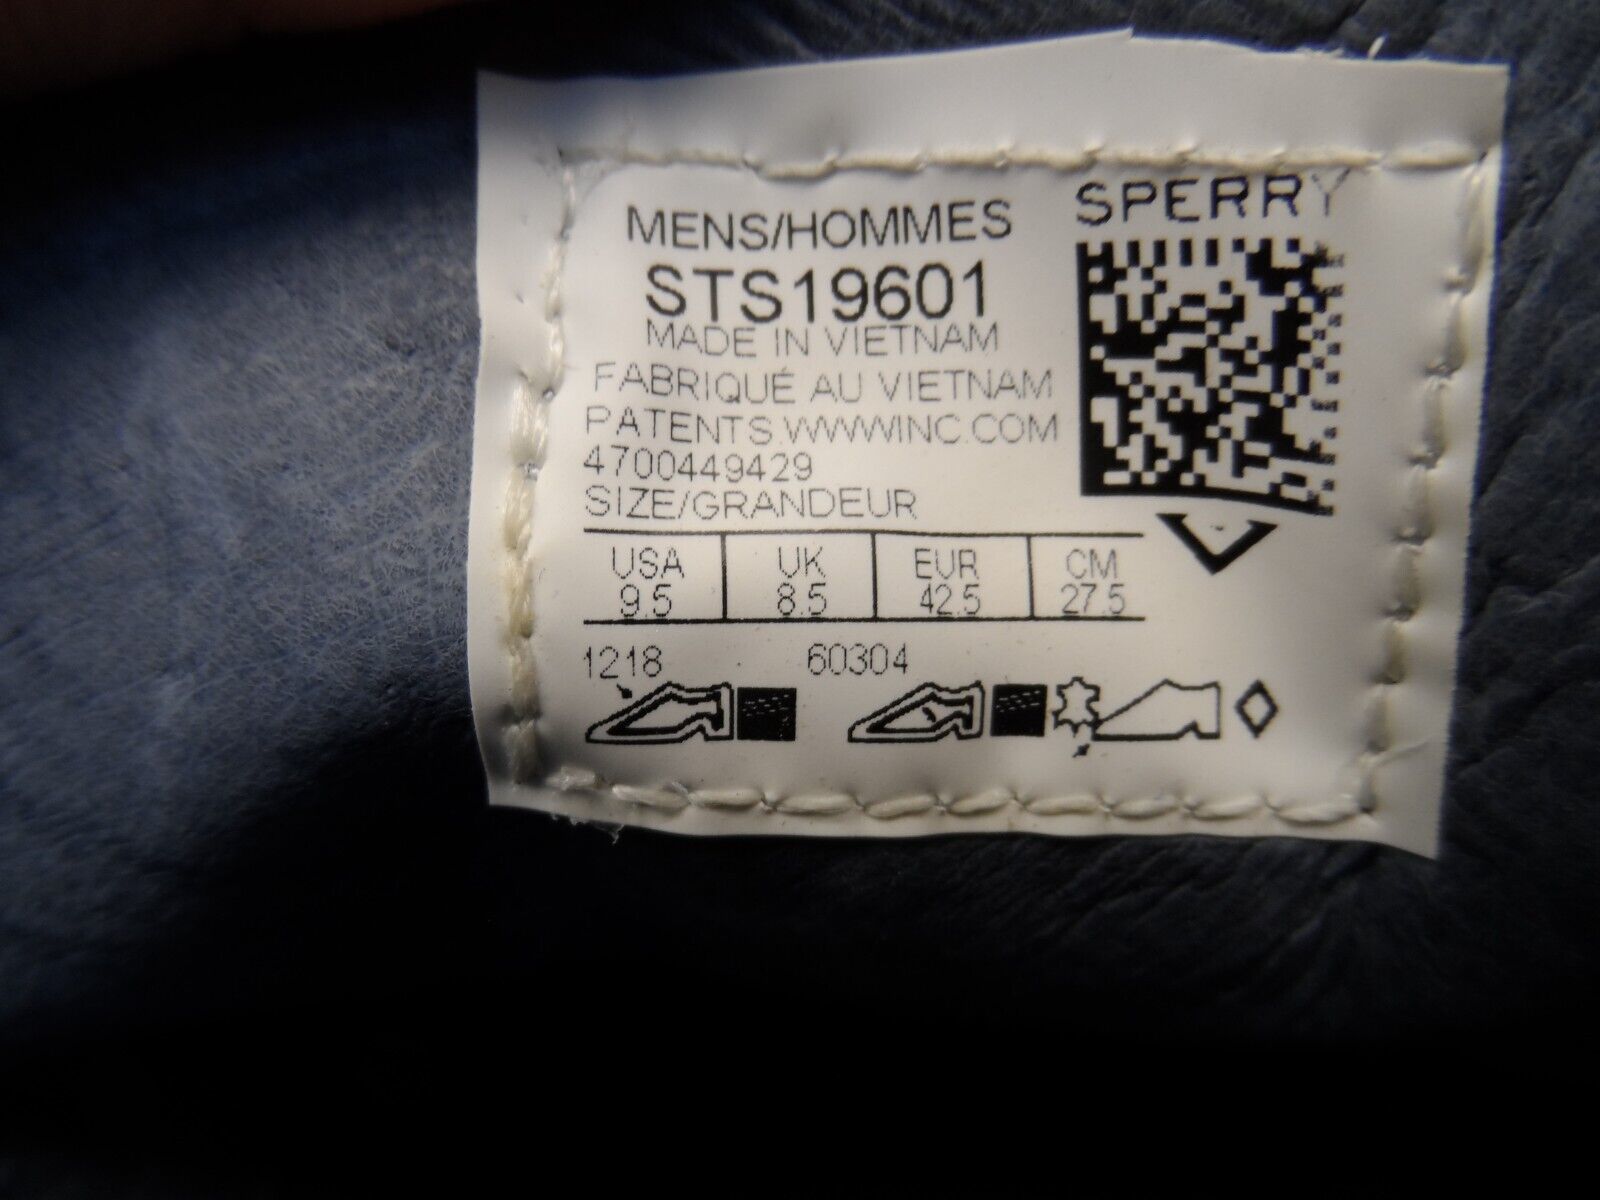 SPERRY
MENS/HOMMES
STS19601
MADE IN VIETNAM
FABRIQUÉ AU VIETNAM
PATENTS.WWWINC.COM
4700449429
SIZE/GRANDEUR
USA UK EUR CM
9.5 8.5 42.5 27.5
1218 60304